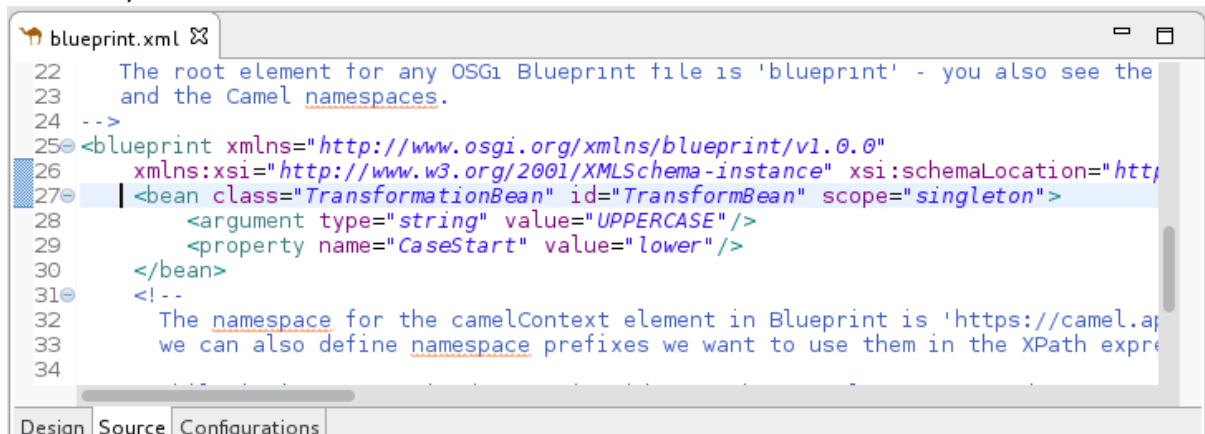 blueprint.xml
22 The root element for any OSGi Blueprint file is 'blueprint' - you also see the
23 and the Camel namespaces.
24 -->
25 <blueprint xmlns="http://www.osgi.org/xmlns/blueprint/v1.0.0"
26 xmlns:xsi="http://www.w3.org/2001/XMLSchema-instance" xsi:schemaLocation="http
27 <bean class="TransformationBean" id="TransformBean" scope="singleton">
28 <argument type="string" value="UPPERCASE"/>
29 <property name="CaseStart" value="lower"/>
30 </bean>
31 <!--
32 The namespace for the camelContext element in Blueprint is 'https://camel.ap
33 we can also define namespace prefixes we want to use them in the XPath expre
34
Design Source Configurations